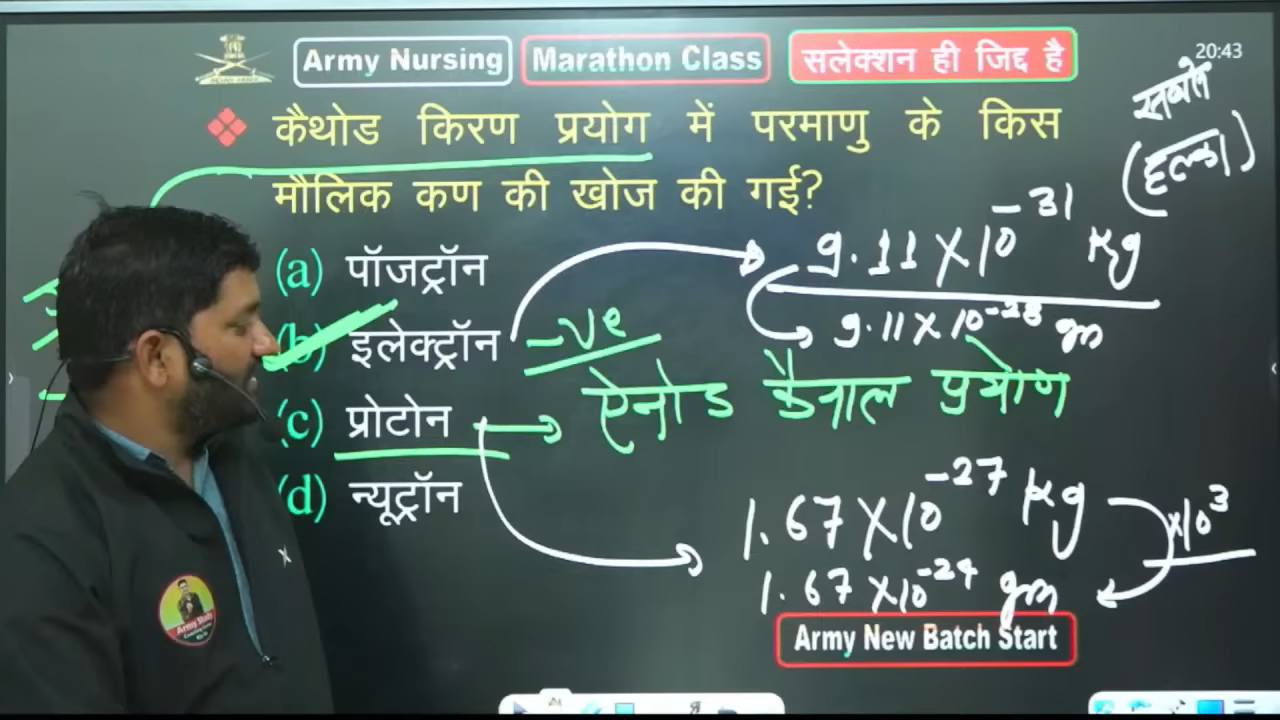 Army Nursing Marathon Class सलेक्शन ही जिद्द है
20:43
कैथोड किरण प्रयोग में परमाणु के किस
मौलिक कण की खोज की गई?
(हल्का)
(a) पॉजट्रॉन
9.11 × 10^-31 kg
(b) इलेक्ट्रॉन -ve
9.11 × 10^-28 gm
(c) प्रोटोन → ऐनोड कैनाल प्रयोग
(d) न्यूट्रॉन
1.67 × 10^-27 kg
×10^3
1.67 × 10^-24 gm
Army New Batch Start